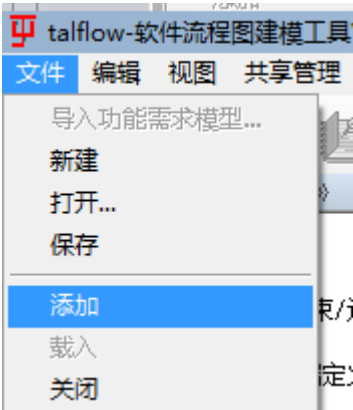 talflow-软件流程图建模工具
文件 编辑 视图 共享管理
导入功能需求模型...
新建
打开...
保存
添加
束/
载入
定
关闭